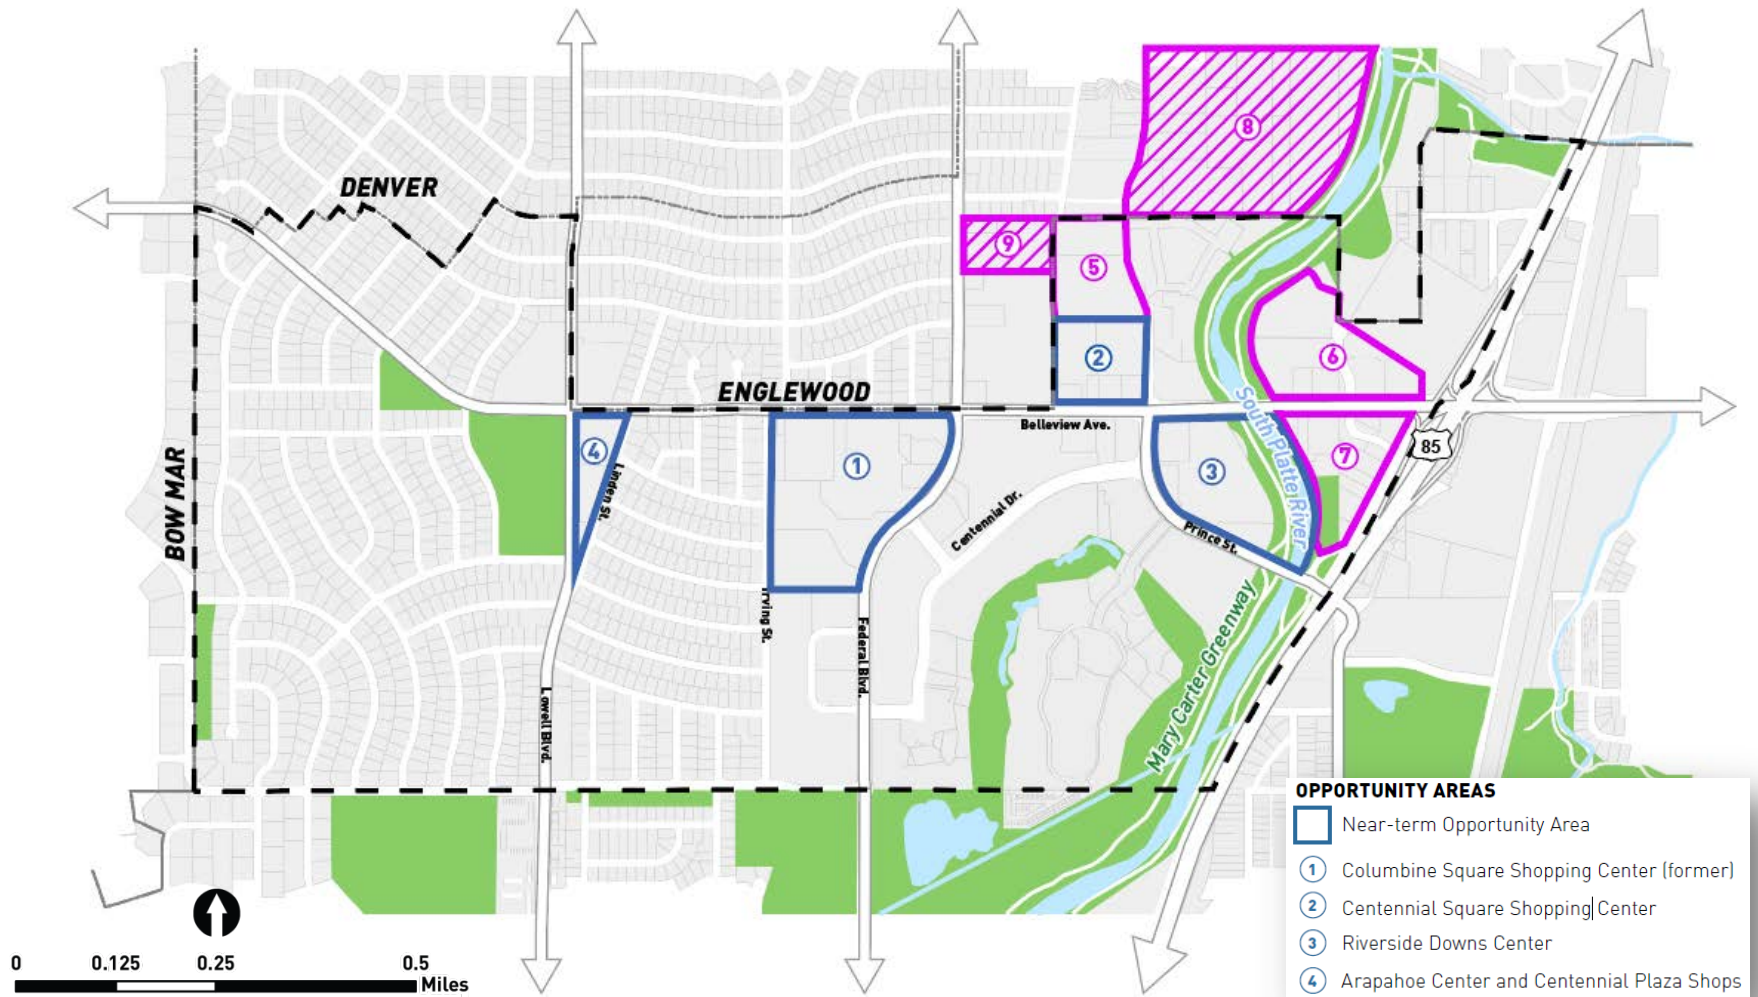 8
DENVER
9
5
2
6
ENGLEWOOD
Belleview Ave.
4
1
3
7
85
Linden St.
South Platte River
BOW MAR
Centennial Dr.
Prince St.
Irving St.
Federal Blvd.
Mary Carter Greenway
Lowell Blvd.
OPPORTUNITY AREAS
Near-term Opportunity Area
1 Columbine Square Shopping Center (former)
2 Centennial Square Shopping Center
3 Riverside Downs Center
4 Arapahoe Center and Centennial Plaza Shops
0 0.125 0.25 0.5
Miles